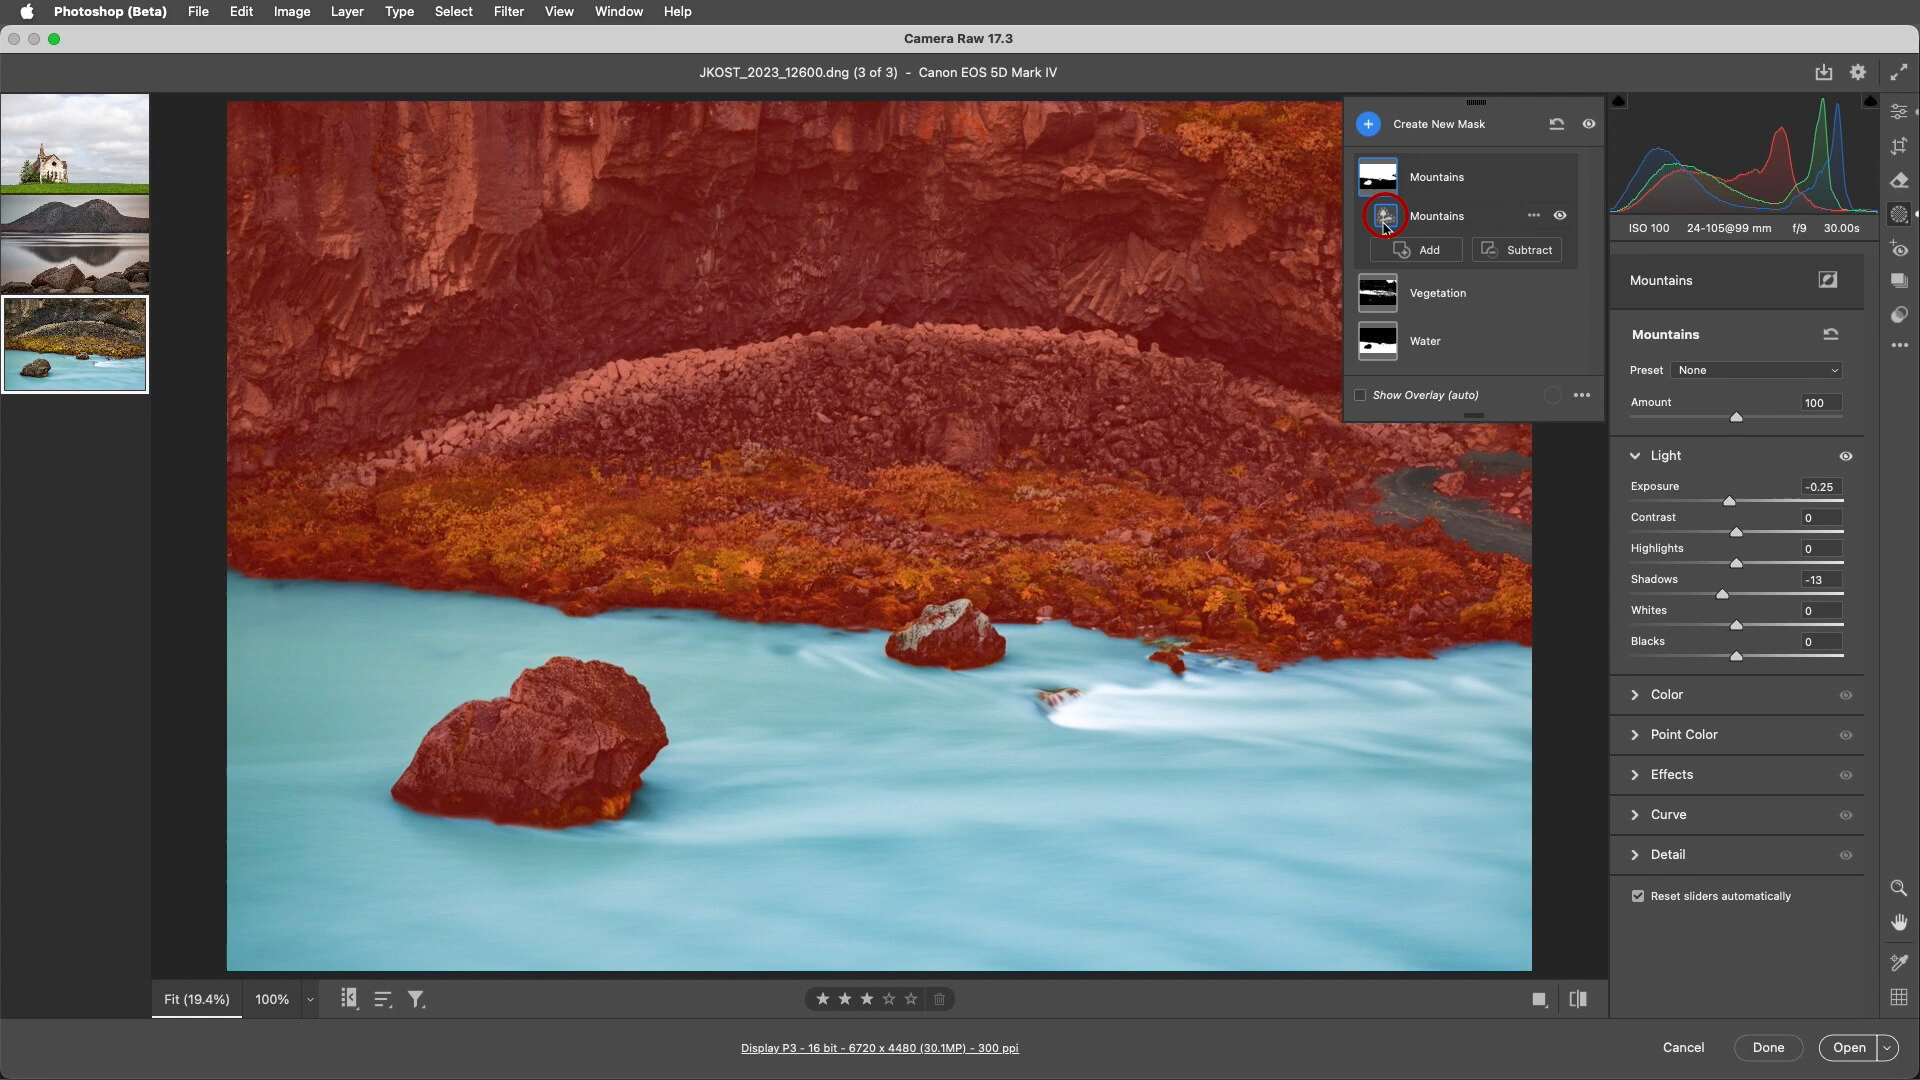 Photoshop (Beta) File Edit Image Layer Type Select Filter View Window Help
Camera Raw 17.3
JKOST_2023_12600.dng (3 of 3) - Canon EOS 5D Mark IV
Create New Mask
Mountains
Mountains
Add Subtract
Vegetation
Water
Show Overlay (auto)
ISO 100 24-105@99 mm f/9 30.00s
Mountains
Mountains
Preset None
Amount 100
Light
Exposure -0.25
Contrast 0
Highlights 0
Shadows -13
Whites 0
Blacks 0
Color
Point Color
Effects
Curve
Detail
Reset sliders automatically
Fit (19.4%) 100%
Display P3 - 16 bit - 6720 x 4480 (30.1MP) - 300 ppi
Cancel Done Open